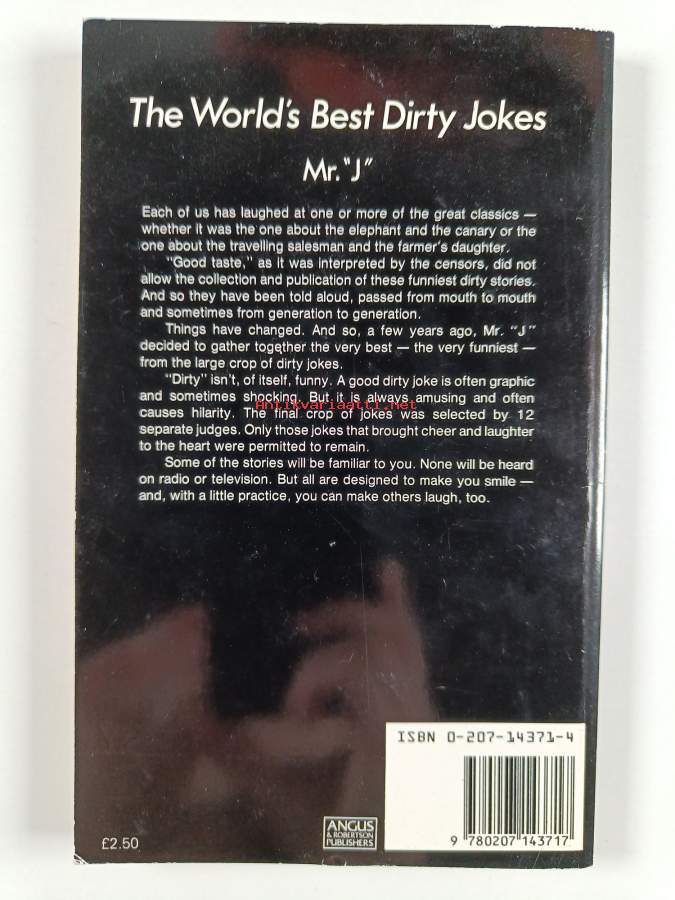 The World's Best Dirty Jokes
Mr. "J"
Each of us has laughed at one or more of the great classics —
whether it was the one about the elephant and the canary or the
one about the travelling salesman and the farmer's daughter.
"Good taste," as it was interpreted by the censors, did not
allow the collection and publication of these funniest dirty stories.
And so they have been told aloud, passed from mouth to mouth
and sometimes from generation to generation.
Things have changed. And so, a few years ago, Mr. "J"
decided to gather together the very best — the very funniest —
from the large crop of dirty jokes.
"Dirty" isn't, of itself, funny. A good dirty joke is often graphic
and sometimes shocking. But it is always amusing and often
Antikvariaatti.net
causes hilarity. The final crop of jokes was selected by 12
separate judges. Only those jokes that brought cheer and laughter
to the heart were permitted to remain.
Some of the stories will be familiar to you. None will be heard
on radio or television. But all are designed to make you smile —
and, with a little practice, you can make others laugh, too.
ISBN 0-207-14371-4
9 780207 143717
ANGUS
& ROBERTSON
PUBLISHERS
£2.50